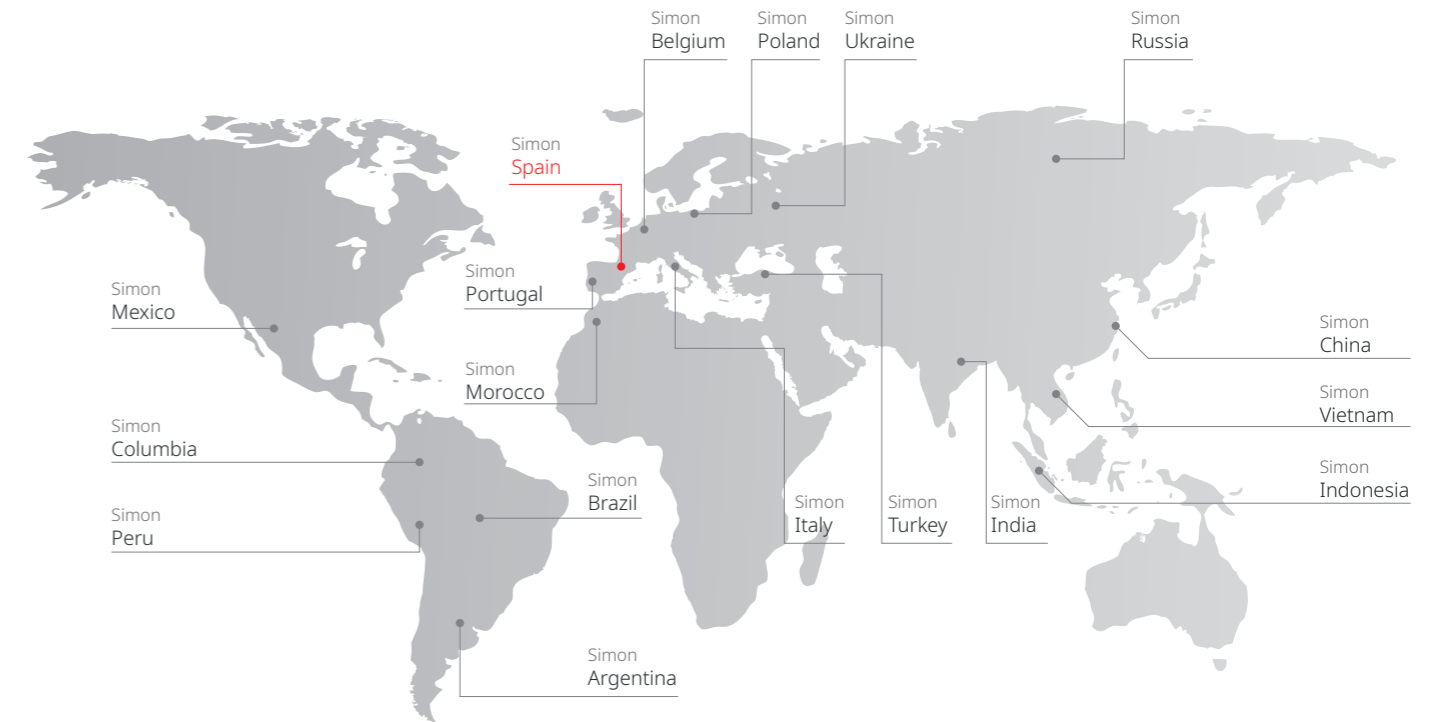 Simon
Belgium
Simon
Poland
Simon
Ukraine
Simon
Russia
Simon
Spain
Simon
Portugal
Simon
Mexico
Simon
China
Simon
Morocco
Simon
Vietnam
Simon
Columbia
Simon
Indonesia
Simon
Brazil
Simon
Italy
Simon
Turkey
Simon
India
Simon
Peru
Simon
Argentina